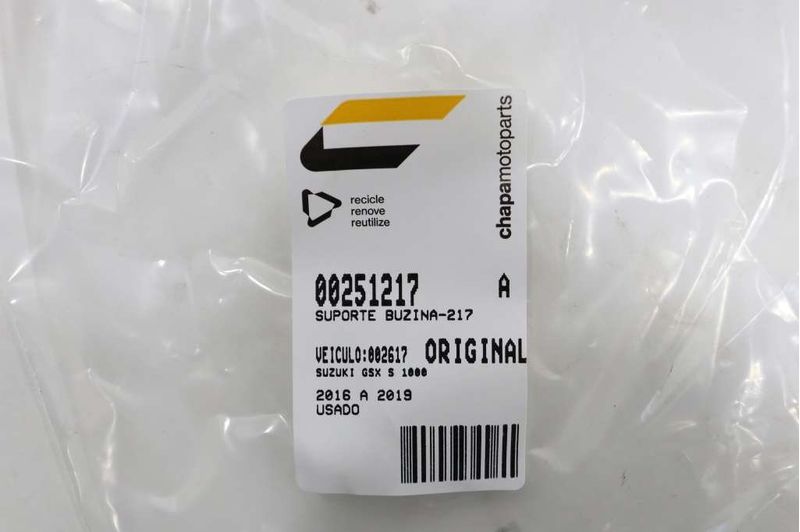 chapamotoparts
recicle
renove
reutilize
00251217 A
SUPORTE BUZINA-217
VEICULO:002617 ORIGINAL
SUZUKI GSX S 1000
2016 A 2019
USADO